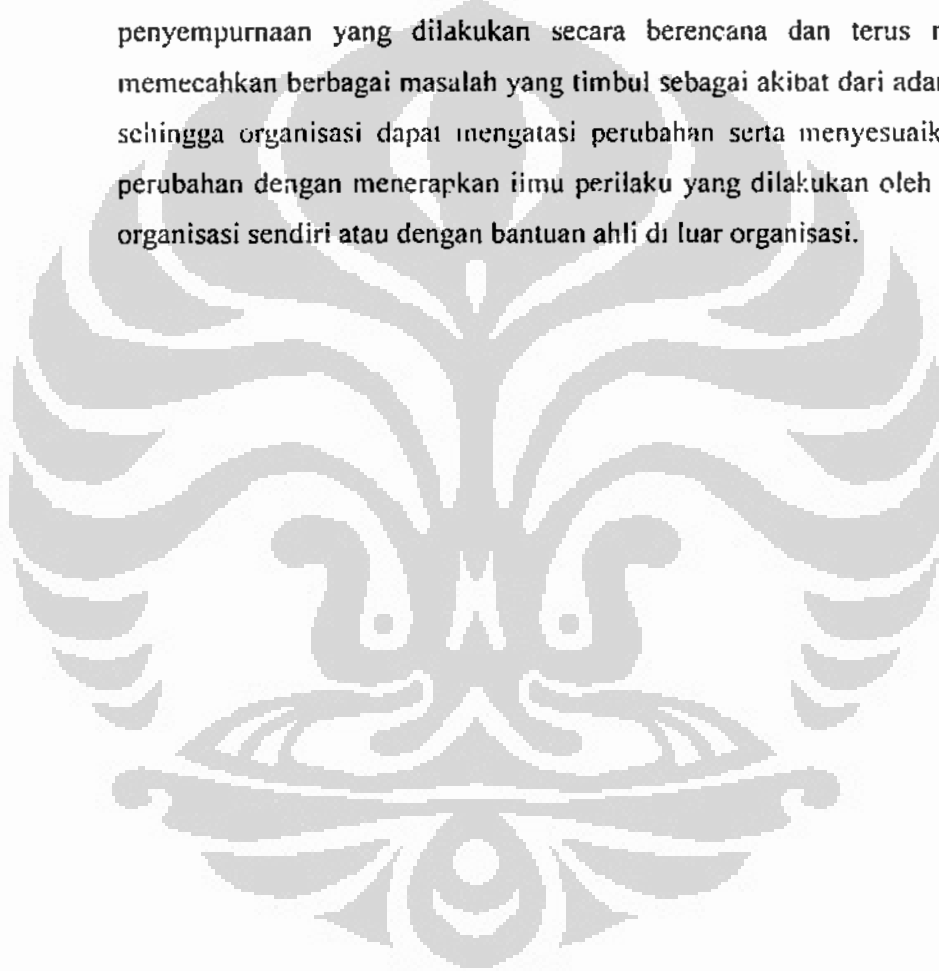 penyempurnaan yang dilakukan secara berencana dan terus
memecahkan berbagai masalah yang timbul sebagai akibat dari adar
sehingga organisasi dapat mengatasi perubahan serta menyesuaik
perubahan dengan menerapkan ilmu perilaku yang dilakukan oleh
organisasi sendiri atau dengan bantuan ahli di luar organisasi.